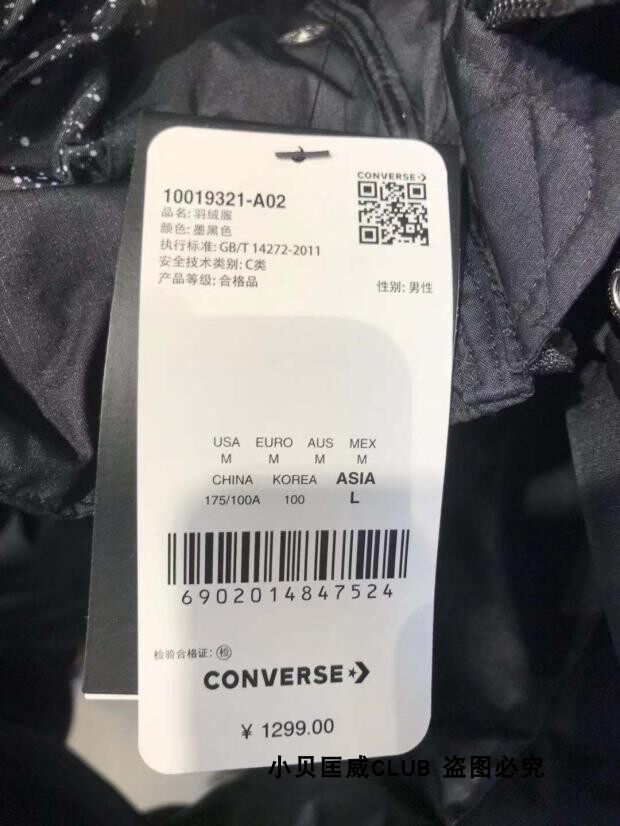 CONVERSE
10019321-A02
品名: 羽绒服
颜色: 墨黑色
执行标准: GB/T 14272-2011
安全技术类别: C类
产品等级: 合格品
性别: 男性
USA EURO AUS MEX
M M M M
CHINA KOREA ASIA
175/100A 100 L
6902014847524
检验合格证: 检
CONVERSE
¥ 1299.00
小贝匡威CLUB 盗图必究